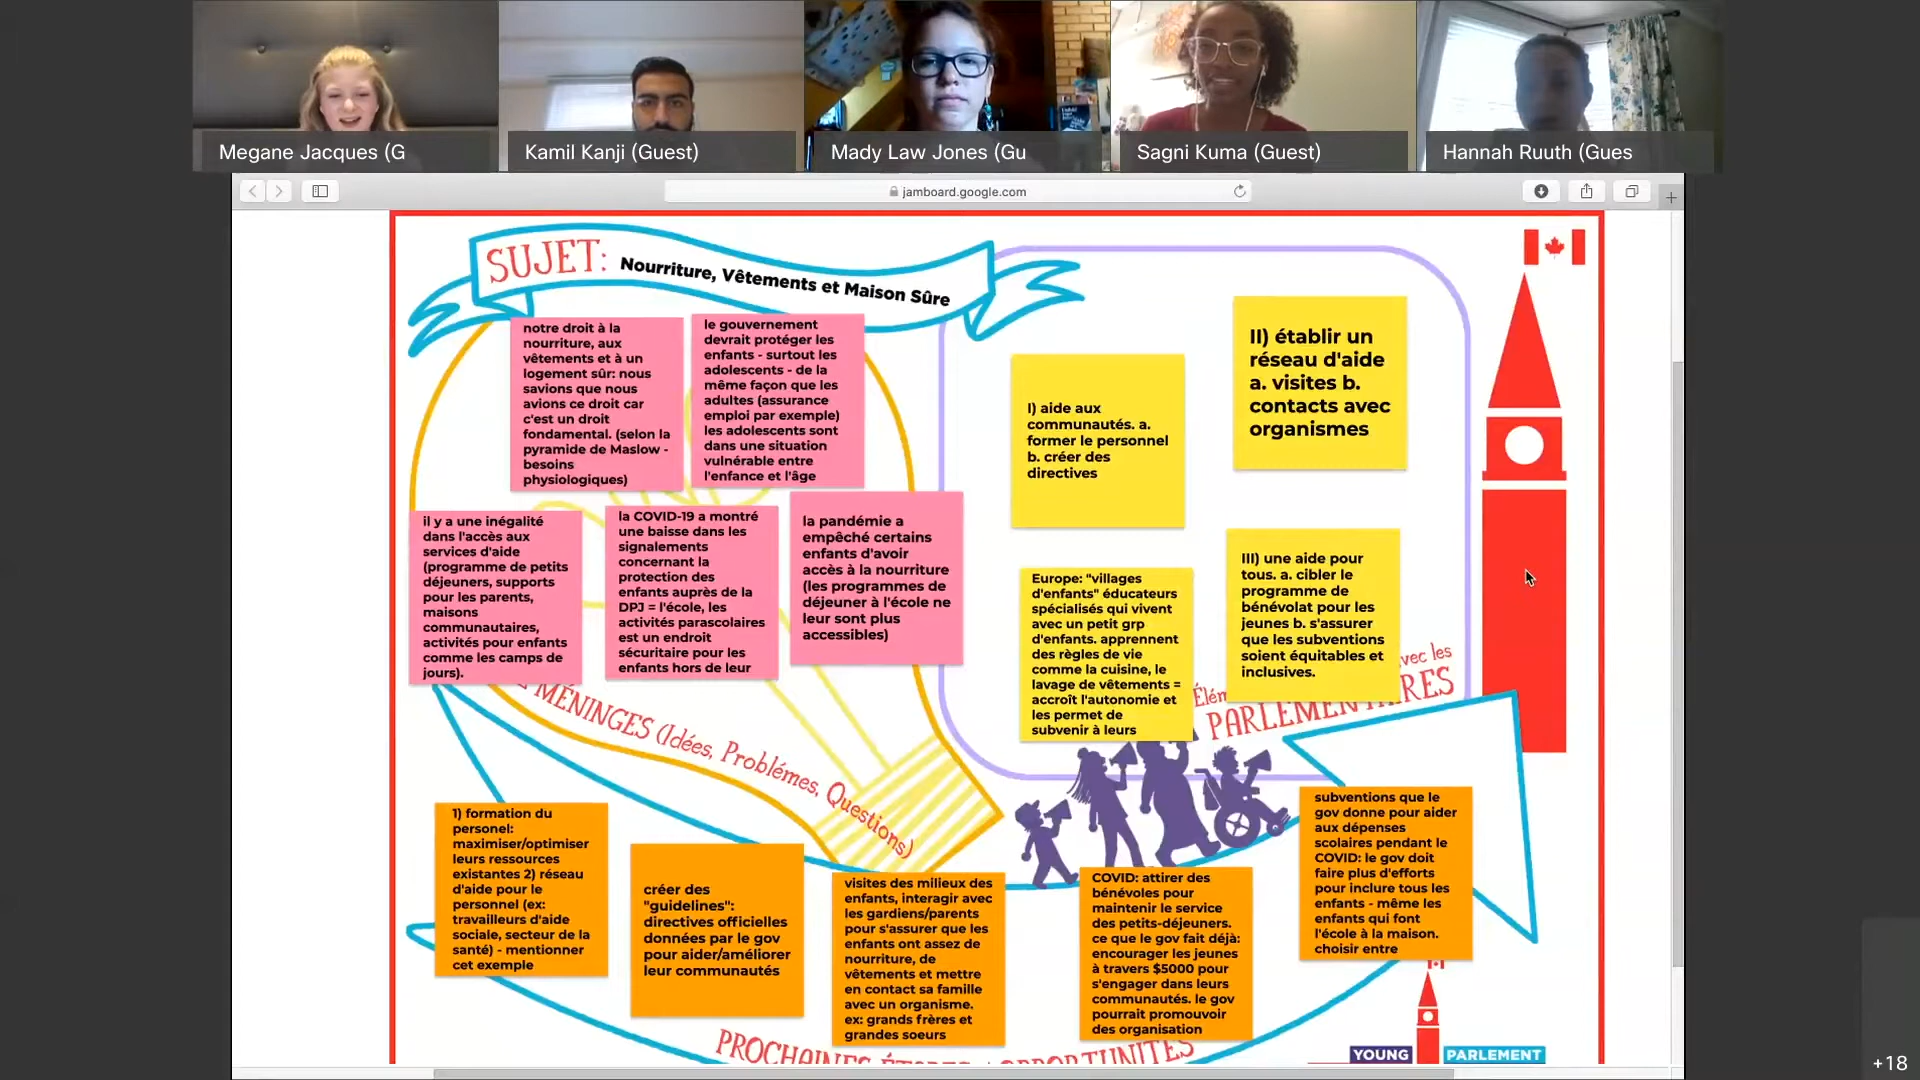 Megane Jacques (G
Kamil Kanji (Guest)
Mady Law Jones (Gu
Sagni Kuma (Guest)
Hannah Ruuth (Gues
jamboard.google.com
SUJET: Nourriture, Vêtements et Maison Sûre
notre droit à la
nourriture, aux
vêtements et à un
logement sûr: nous
savions que nous
avions ce droit car
c'est un droit
fondamental. (selon la
pyramide de Maslow -
besoins
physiologiques)
le gouvernement
devrait protéger les
enfants - surtout les
adolescents - de la
même façon que les
adultes (assurance
emploi par exemple)
les adolescents sont
dans une situation
vulnérable entre
l'enfance et l'âge
il y a une inégalité
dans l'accès aux
services d'aide
(programme de petits
déjeuners, supports
pour les parents,
maisons
communautaires,
activités pour enfants
comme les camps de
jours).
la COVID-19 a montré
une baisse dans les
signalements
concernant la
protection des
enfants auprès de la
DPJ = l'école, les
activités parascolaires
est un endroit
sécuritaire pour les
enfants hors de leur
la pandémie a
empêché certains
enfants d'avoir
accès à la nourriture
(les programmes de
déjeuner à l'école ne
leur sont plus
accessibles)
MÉNINGES (Idées, Problémes, Questions)
I) aide aux
communautés. a.
former le personnel
b. créer des
directives
II) établir un
réseau d'aide
a. visites b.
contacts avec
organismes
Europe: "villages
d'enfants" éducateurs
spécialisés qui vivent
avec un petit grp
d'enfants. apprennent
des règles de vie
comme la cuisine, le
lavage de vêtements =
accroît l'autonomie et
les permet de
subvenir à leurs
III) une aide pour
tous. a. cibler le
programme de
bénévolat pour les
jeunes b. s'assurer
que les subventions
soient équitables et
inclusives.
avec les
PARLEMENTAIRES
1) formation du
personel:
maximiser/optimiser
leurs ressources
existantes 2) réseau
d'aide pour le
personnel (ex:
travailleurs d'aide
sociale, secteur de la
santé) - mentionner
cet exemple
créer des
"guidelines":
directives officielles
données par le gov
pour aider/améliorer
leur communautés
visites des milieux des
enfants, interagir avec
les gardiens/parents
pour s'assurer que les
enfants ont assez de
nourriture, de
vêtements et mettre
en contact sa famille
avec un organisme.
ex: grands frères et
grandes soeurs
COVID: attirer des
bénévoles pour
maintenir le service
des petits-déjeuners.
ce que le gov fait déjà:
encourager les jeunes
à travers $5000 pour
s'engager dans leurs
communautés. le gov
pourrait promouvoir
des organisation
subventions que le
gov donne pour aider
aux dépenses
scolaires pendant le
COVID: le gov doit
faire plus d'efforts
pour inclure tous les
enfants - même les
enfants qui font
l'école à la maison.
choisir entre
PROCHAINES ÉTAPES / OPPORTUNITÉS
YOUNG PARLEMENT
+18